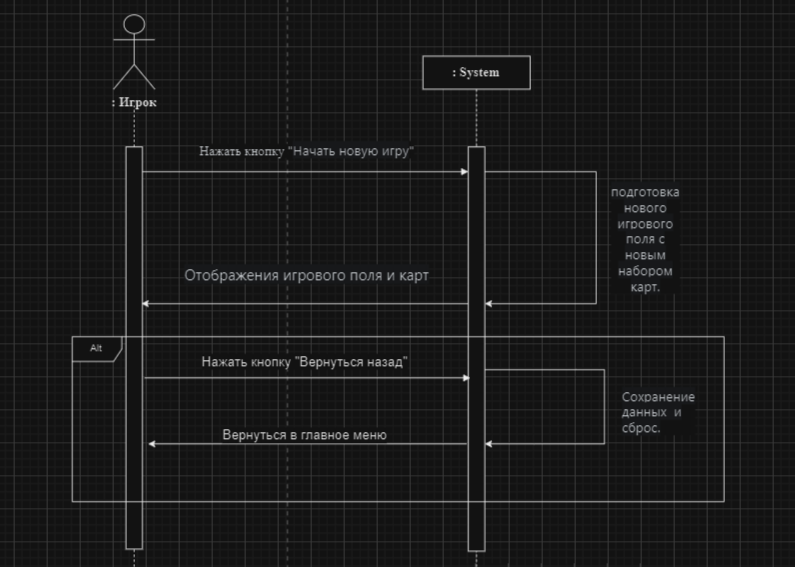 : System
: Игрок
Нажать кнопку "Начать новую игру"
подготовка
нового
игрового
поля с
новым
набором
карт.
Отображения игрового поля и карт
Alt
Нажать кнопку "Вернуться назад"
Сохранение
данных и
сброс.
Вернуться в главное меню